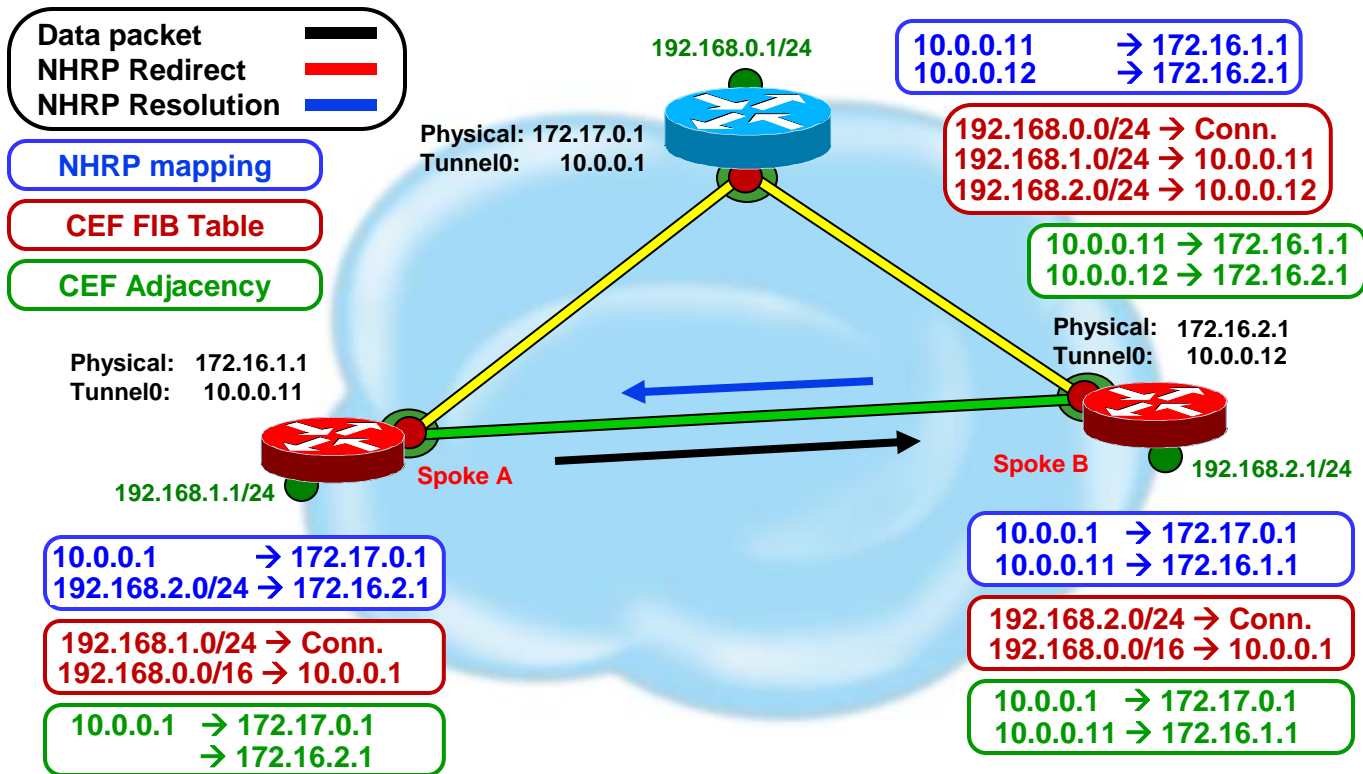 Data packet
NHRP Redirect
NHRP Resolution
NHRP mapping
CEF FIB Table
CEF Adjacency
192.168.0.1/24
Physical: 172.17.0.1
Tunnel0: 10.0.0.1
10.0.0.11 → 172.16.1.1
10.0.0.12 → 172.16.2.1
192.168.0.0/24 → Conn.
192.168.1.0/24 → 10.0.0.11
192.168.2.0/24 → 10.0.0.12
10.0.0.11 → 172.16.1.1
10.0.0.12 → 172.16.2.1
Physical: 172.16.1.1
Tunnel0: 10.0.0.11
Physical: 172.16.2.1
Tunnel0: 10.0.0.12
Spoke A
192.168.1.1/24
Spoke B
192.168.2.1/24
10.0.0.1 → 172.17.0.1
192.168.2.0/24 → 172.16.2.1
192.168.1.0/24 → Conn.
192.168.0.0/16 → 10.0.0.1
10.0.0.1 → 172.17.0.1
→ 172.16.2.1
10.0.0.1 → 172.17.0.1
10.0.0.11 → 172.16.1.1
192.168.2.0/24 → Conn.
192.168.0.0/16 → 10.0.0.1
10.0.0.1 → 172.17.0.1
10.0.0.11 → 172.16.1.1